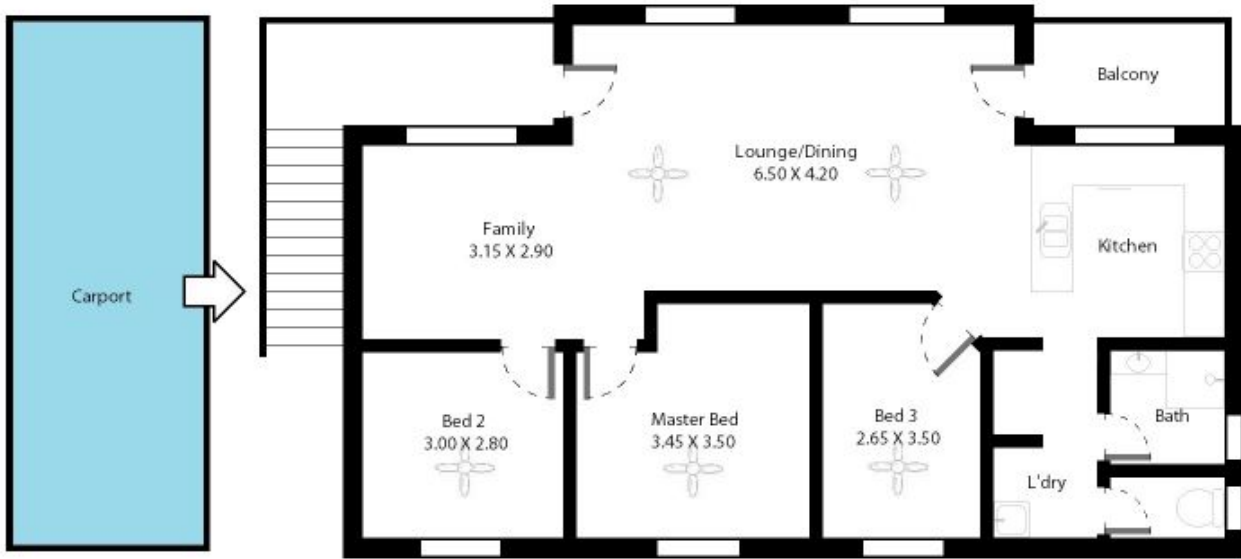 Balcony
Lounge/Dining
6.50 X 4.20
Family
3.15 X 2.90
Kitchen
Carport
Bed 2
3.00 X 2.80
Master Bed
3.45 X 3.50
Bed 3
2.65 X 3.50
Bath
L'dry